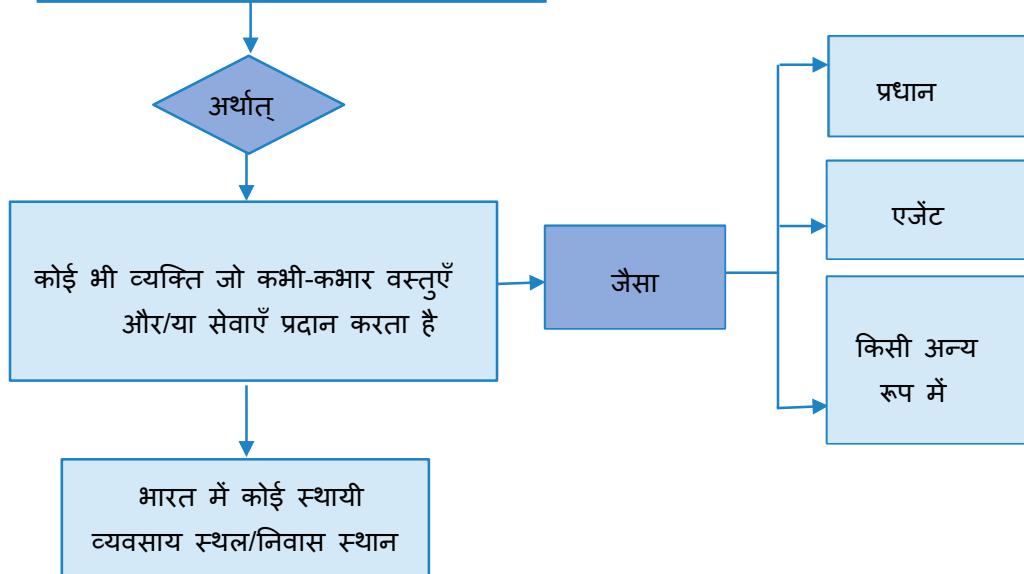 अर्थात्
कोई भी व्यक्ति जो कभी-कभार वस्तुएँ
और/या सेवाएँ प्रदान करता है
जैसा
प्रधान
एजेंट
किसी अन्य
रूप में
भारत में कोई स्थायी
व्यवसाय स्थल/निवास स्थान